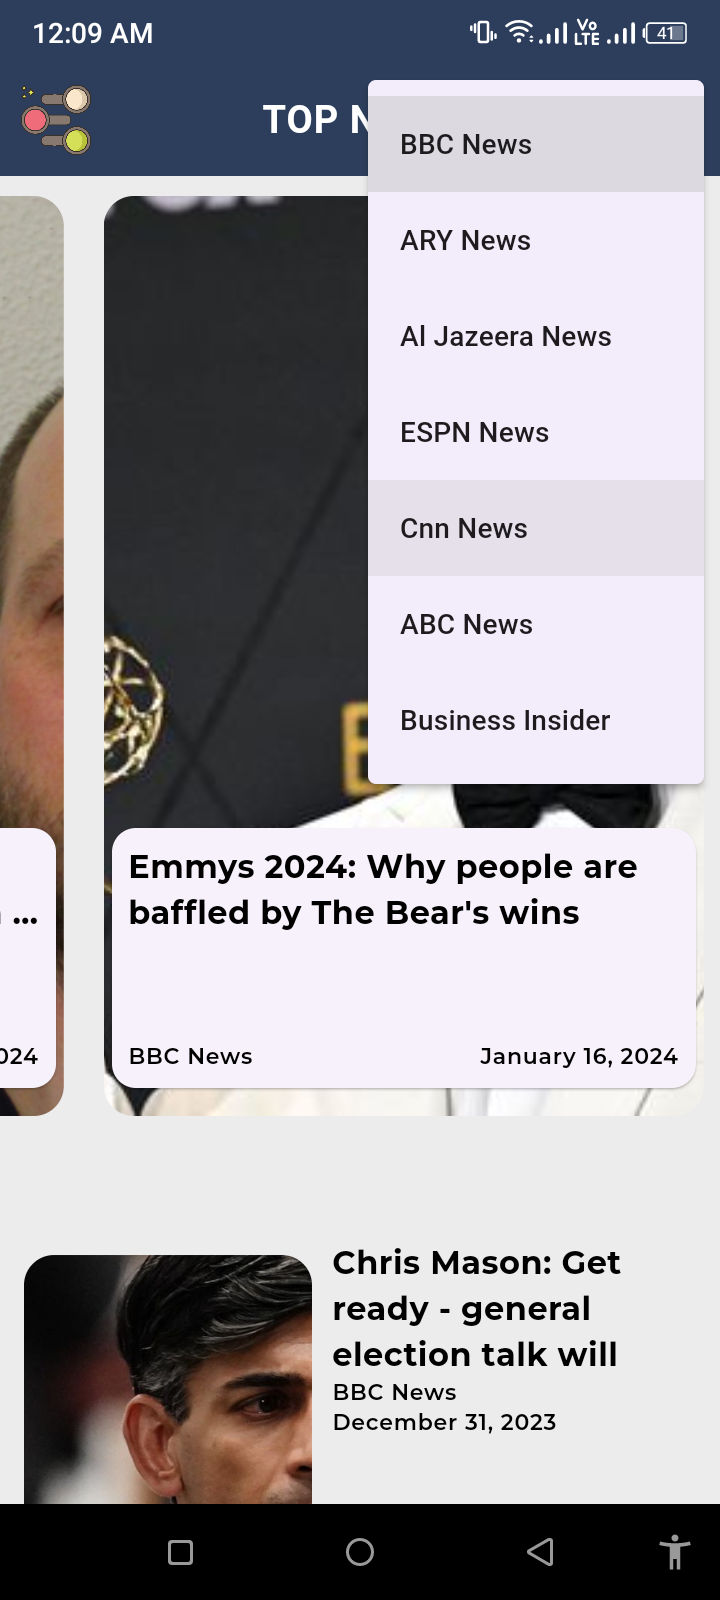 12:09 AM
Vo
LTE
41
TOP N
BBC News
ARY News
Al Jazeera News
ESPN News
Cnn News
ABC News
Business Insider
...
024
Emmys 2024: Why people are
baffled by The Bear's wins
BBC News
January 16, 2024
Chris Mason: Get
ready - general
election talk will
BBC News
December 31, 2023